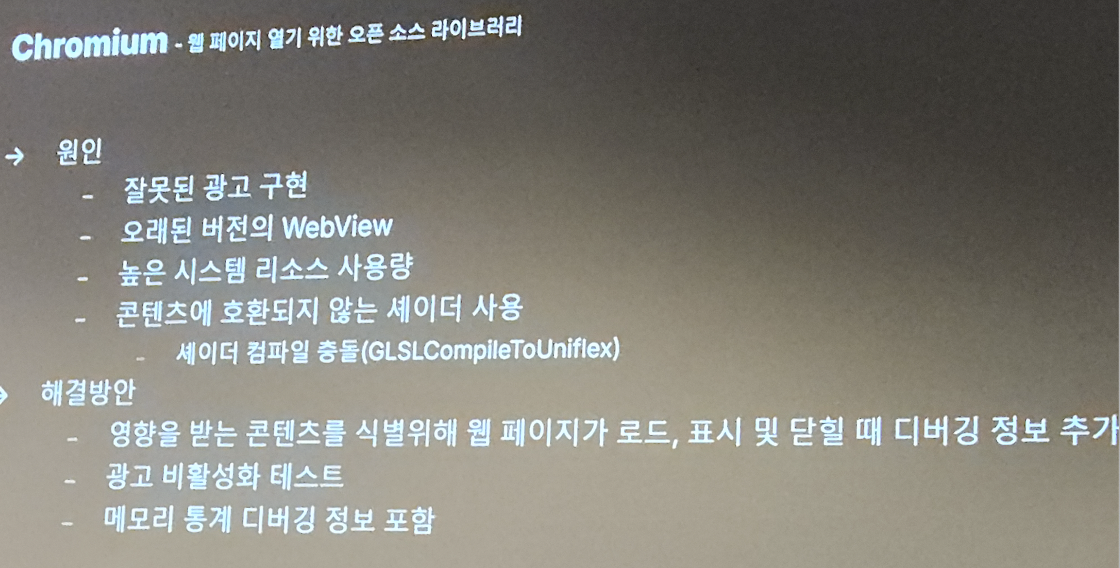 Chromium - 웹 페이지 열기 위한 오픈 소스 라이브러리
→ 원인
- 잘못된 광고 구현
- 오래된 버전의 WebView
- 높은 시스템 리소스 사용량
- 콘텐츠에 호환되지 않는 셰이더 사용
- 셰이더 컴파일 충돌(GLSLCompileToUniflex)
→ 해결방안
- 영향을 받는 콘텐츠를 식별위해 웹 페이지가 로드, 표시 및 닫힐 때 디버깅 정보 추가
- 광고 비활성화 테스트
- 메모리 통계 디버깅 정보 포함